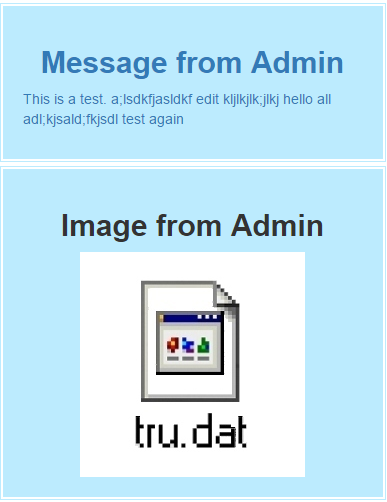 Message from Admin
This is a test. a;lsdkfjasldkf edit kljlkjlk;jlkj hello all
adl;kjsald;fkjsdl test again
Image from Admin
tru.dat